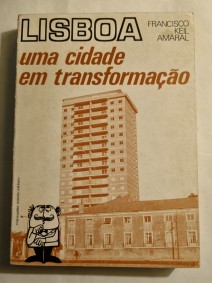 LISBOA
FRANCISCO
KEIL
AMARAL
uma cidade
em transformação